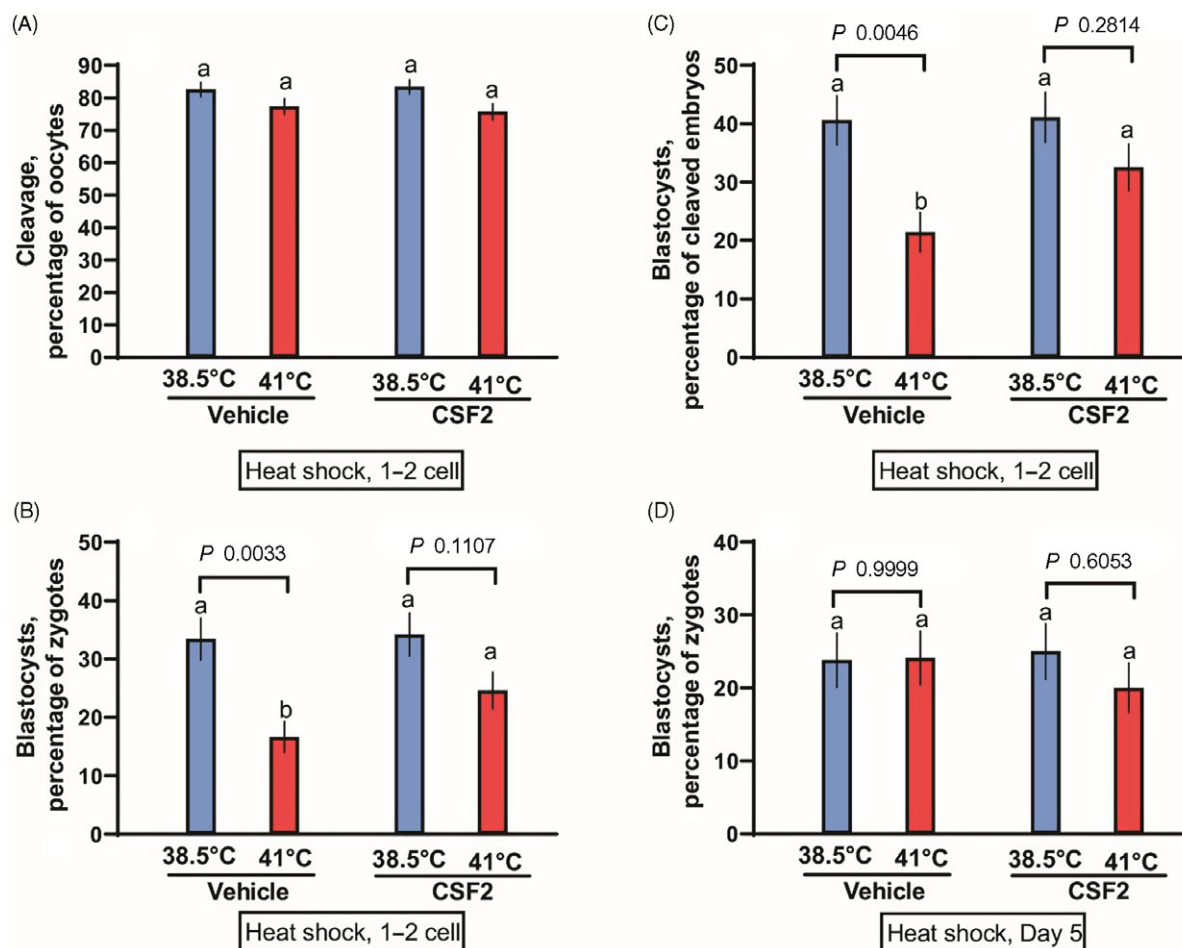 (A)
Cleavage,
percentage of oocytes
90
80
70
60
50
40
30
20
10
0
a
a
a
a
38.5°C 41°C 38.5°C 41°C
Vehicle CSF2
Heat shock, 1–2 cell
(B)
Blastocysts,
percentage of zygotes
50
40
30
20
10
0
P 0.0033
P 0.1107
a
b
a
a
38.5°C 41°C 38.5°C 41°C
Vehicle CSF2
Heat shock, 1–2 cell
(C)
Blastocysts,
percentage of cleaved embryos
50
40
30
20
10
0
P 0.0046
P 0.2814
a
b
a
a
38.5°C 41°C 38.5°C 41°C
Vehicle CSF2
Heat shock, 1–2 cell
(D)
Blastocysts,
percentage of zygotes
40
30
20
10
0
P 0.9999
P 0.6053
a
a
a
a
38.5°C 41°C 38.5°C 41°C
Vehicle CSF2
Heat shock, Day 5